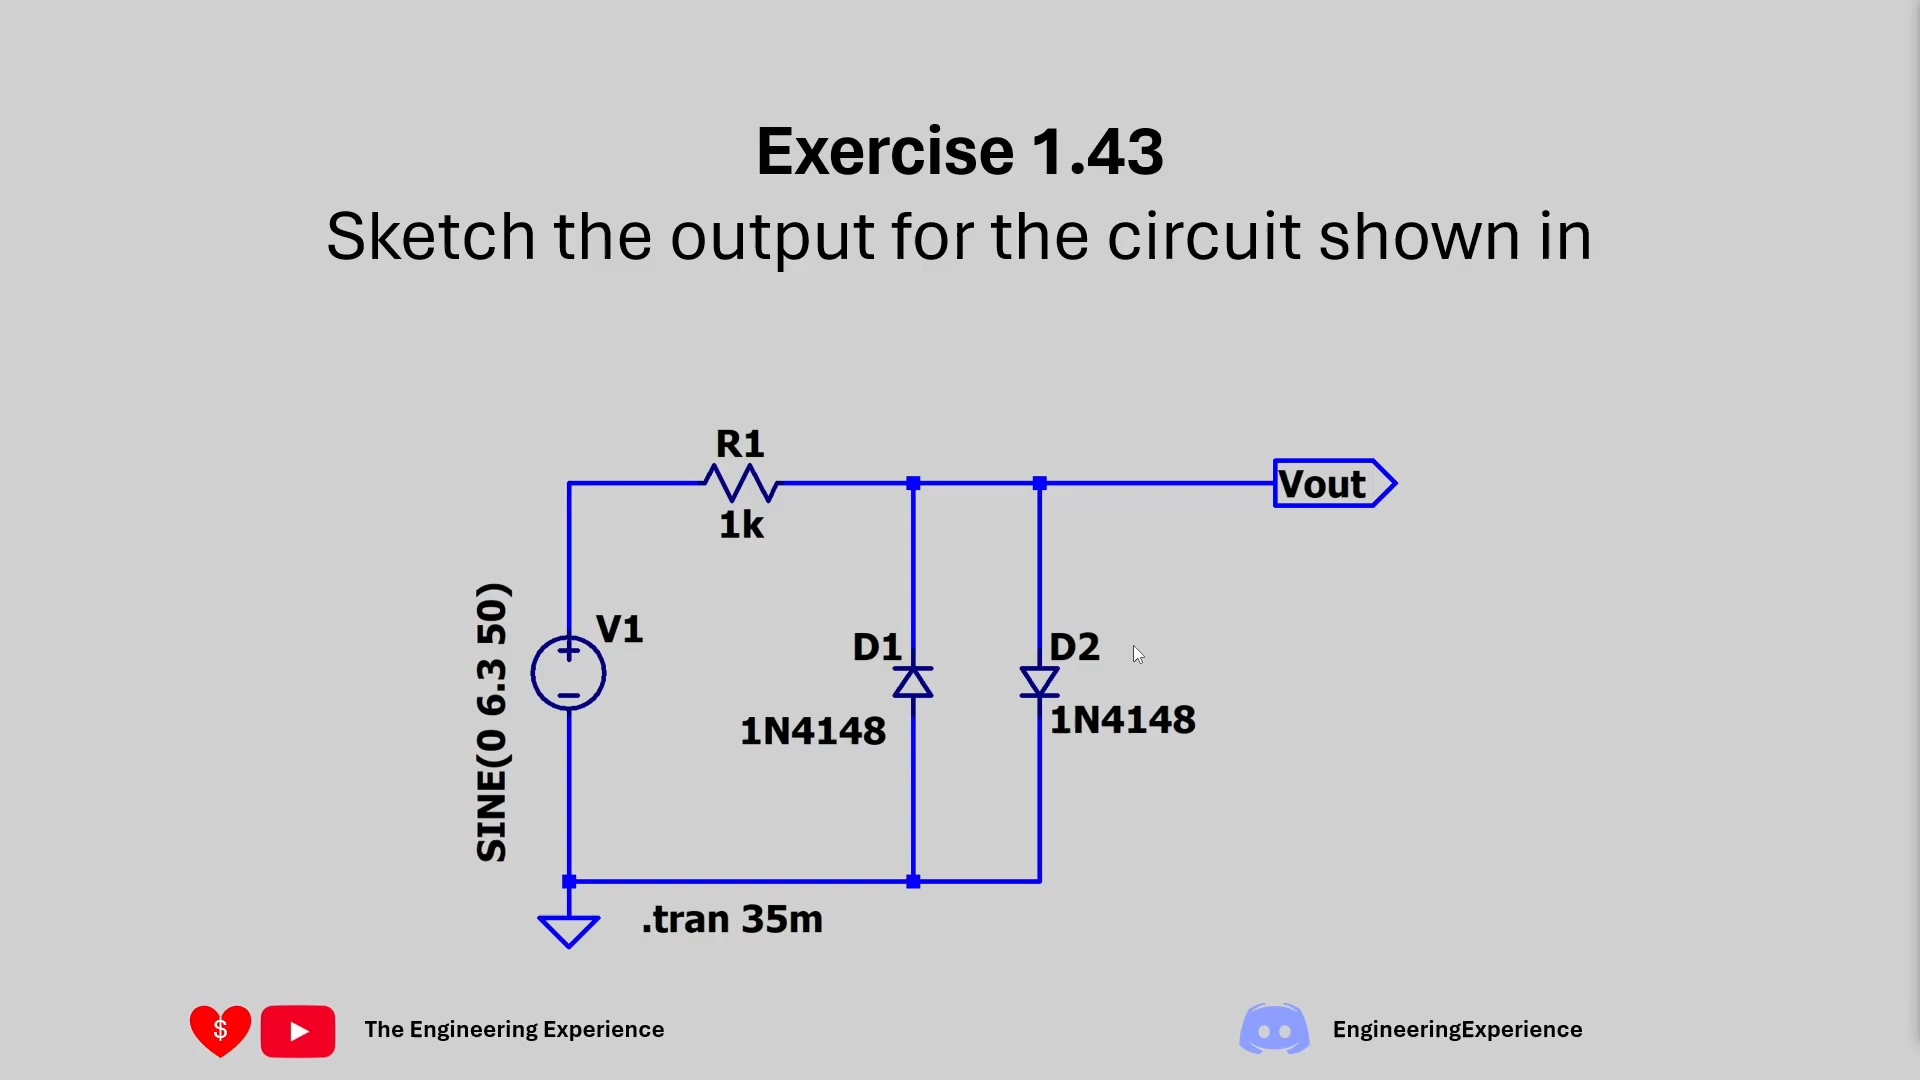 Exercise 1.43
Sketch the output for the circuit shown in
R1
1k
Vout
SINE(0 6.3 50)
V1
D1
1N4148
D2
1N4148
.tran 35m
$
The Engineering Experience
EngineeringExperience